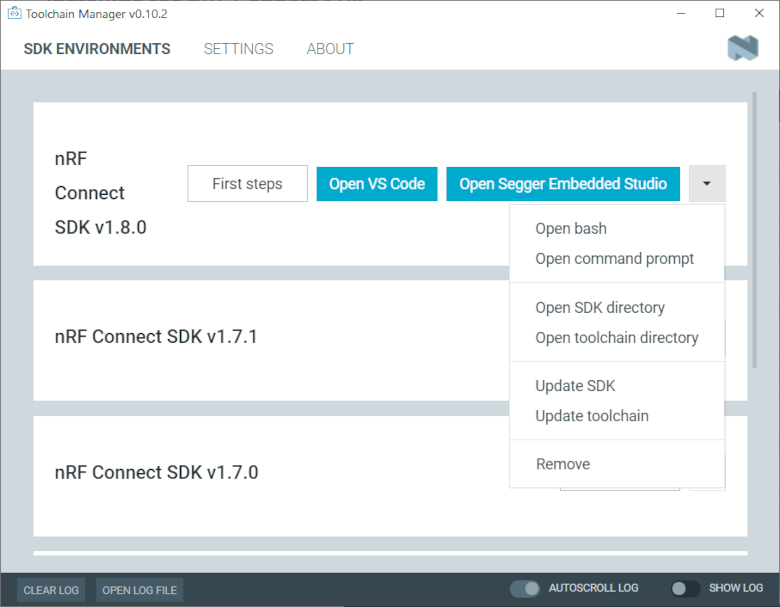 Toolchain Manager v0.10.2
SDK ENVIRONMENTS
SETTINGS
ABOUT
nRF
Connect
SDK v1.8.0
First steps
Open VS Code
Open Segger Embedded Studio
Open bash
Open command prompt
Open SDK directory
Open toolchain directory
Update SDK
Update toolchain
Remove
nRF Connect SDK v1.7.1
nRF Connect SDK v1.7.0
CLEAR LOG
OPEN LOG FILE
AUTOSCROLL LOG
SHOW LOG